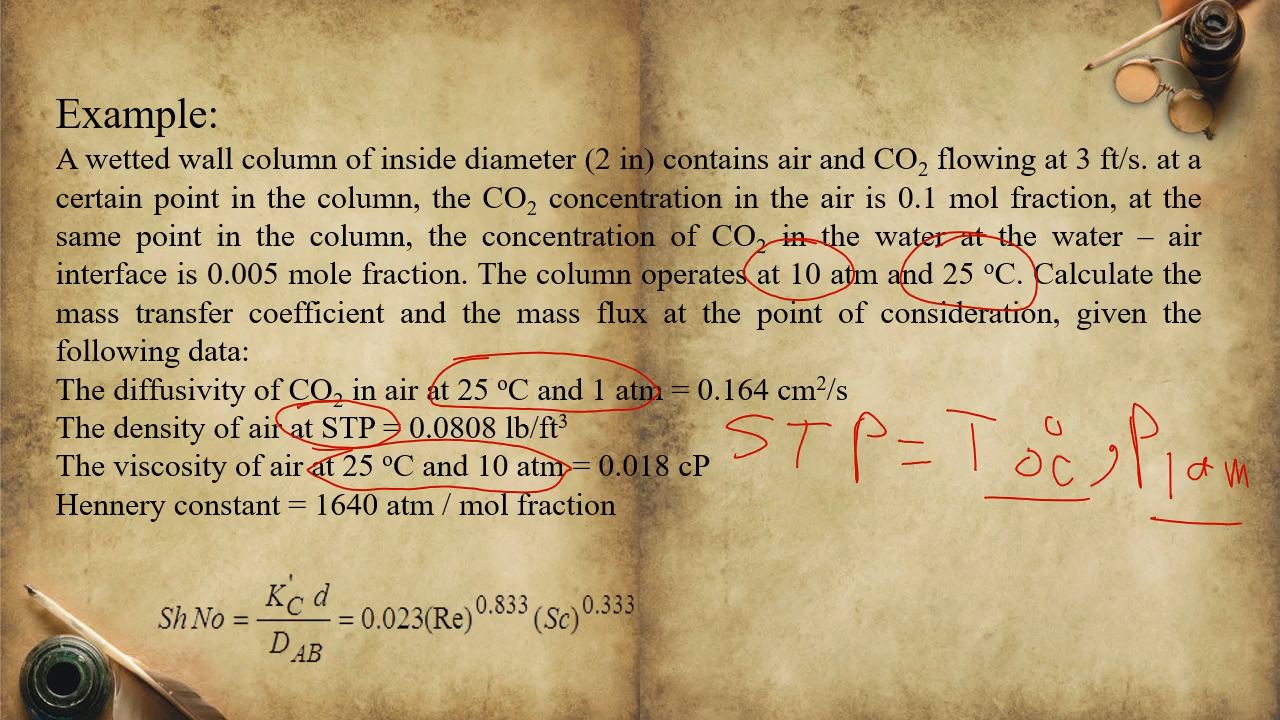 Example:
A wetted wall column of inside diameter (2 in) contains air and CO₂ flowing at 3 ft/s. at a
certain point in the column, the CO₂ concentration in the air is 0.1 mol fraction, at the
same point in the column, the concentration of CO₂ in the water at the water – air
interface is 0.005 mole fraction. The column operates at 10 atm and 25 ᵒC. Calculate the
mass transfer coefficient and the mass flux at the point of consideration, given the
following data:
The diffusivity of CO₂ in air at 25 ᵒC and 1 atm = 0.164 cm²/s
The density of air at STP = 0.0808 lb/ft³
The viscosity of air at 25 ᵒC and 10 atm = 0.018 cP
Hennery constant = 1640 atm / mol fraction
STP = T 0°C, P 1 atm
Sh No = K'_C d / D_AB = 0.023(Re)^0.833 (Sc)^0.333